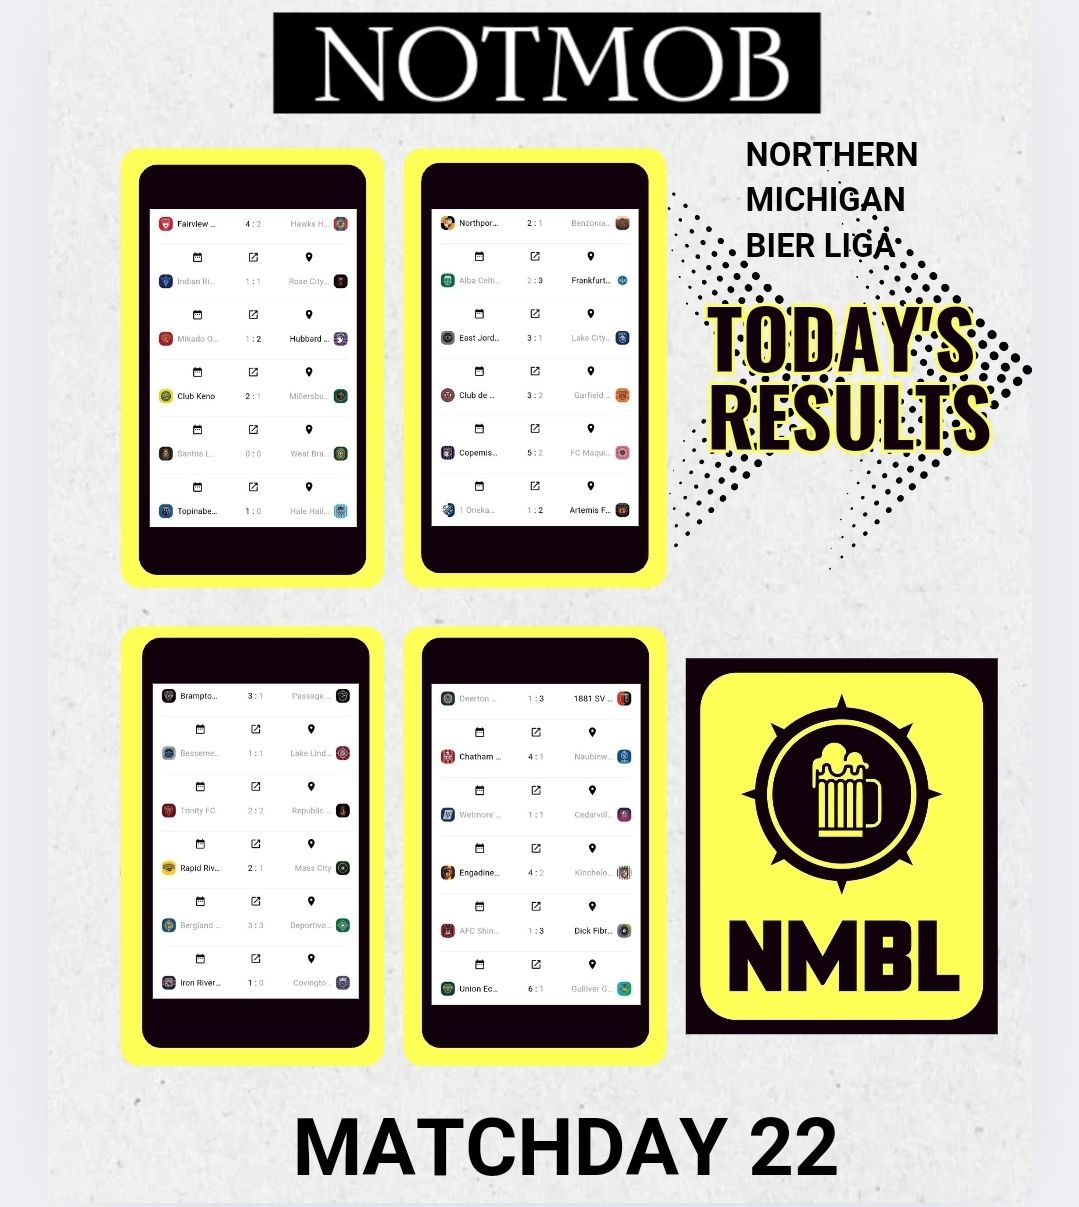 NOTMOB
NORTHERN
MICHIGAN
BIER LIGA
TODAY'S
RESULTS
Fairview ... 4 : 2 Hawks H...
Indian Ri... 1 : 1 Rose City...
Mikado O... 1 : 2 Hubbard ...
Club Keno 2 : 1 Millersbu...
Santos L... 0 : 0 West Bra...
Topinabe... 1 : 0 Hale Hail...
Northpor... 2 : 1 Benzonia...
Alba Celti... 2 : 3 Frankfurt...
East Jord... 3 : 1 Lake City...
Club de ... 3 : 2 Garfield ...
Copemis... 5 : 2 FC Maqui...
1 Oneka... 1 : 2 Artemis F...
Brampto... 3 : 1 Passage ...
Besseme... 1 : 1 Lake Lind...
Trinity FC 2 : 2 Republic ...
Rapid Riv... 2 : 1 Mass City
Bergland ... 3 : 3 Deportivo...
Iron River... 1 : 0 Covingto...
Deerton ... 1 : 3 1881 SV ...
Chatham ... 4 : 1 Naubinw...
Wetmore ... 1 : 1 Cedarvill...
Engadine... 4 : 2 Kinchelo...
AFC Shin... 1 : 3 Dick Fibr...
Union Ec... 6 : 1 Gulliver G...
NMBL
MATCHDAY 22